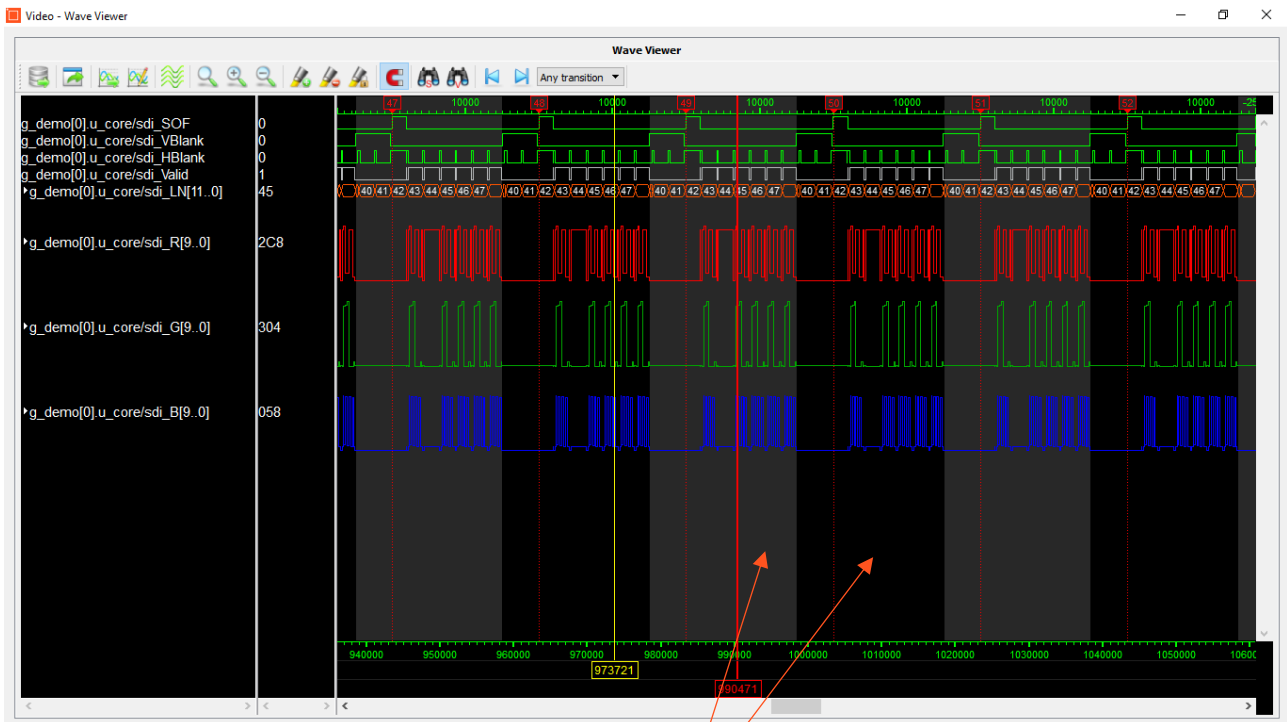 Video - Wave Viewer
Wave Viewer
Any transition
47 10000 48 10000 49 10000 50 10000 51 10000 52 10000 -25
g_demo[0].u_core/sdi_SOF 0
g_demo[0].u_core/sdi_VBlank 0
g_demo[0].u_core/sdi_HBlank 0
g_demo[0].u_core/sdi_Valid 1
g_demo[0].u_core/sdi_LN[11..0] 45 40 41 42 43 44 45 46 47 40 41 42 43 44 45 46 47 40 41 42 43 44 45 46 47 40 41 42 43 44 45 46 47 40 41 42 43 44 45 46 47 40 41 42 43 44 45 46 47
g_demo[0].u_core/sdi_R[9..0] 2C8
g_demo[0].u_core/sdi_G[9..0] 304
g_demo[0].u_core/sdi_B[9..0] 058
940000 950000 960000 970000 980000 990000 1000000 1010000 1020000 1030000 1040000 1050000 10600
973721
990471